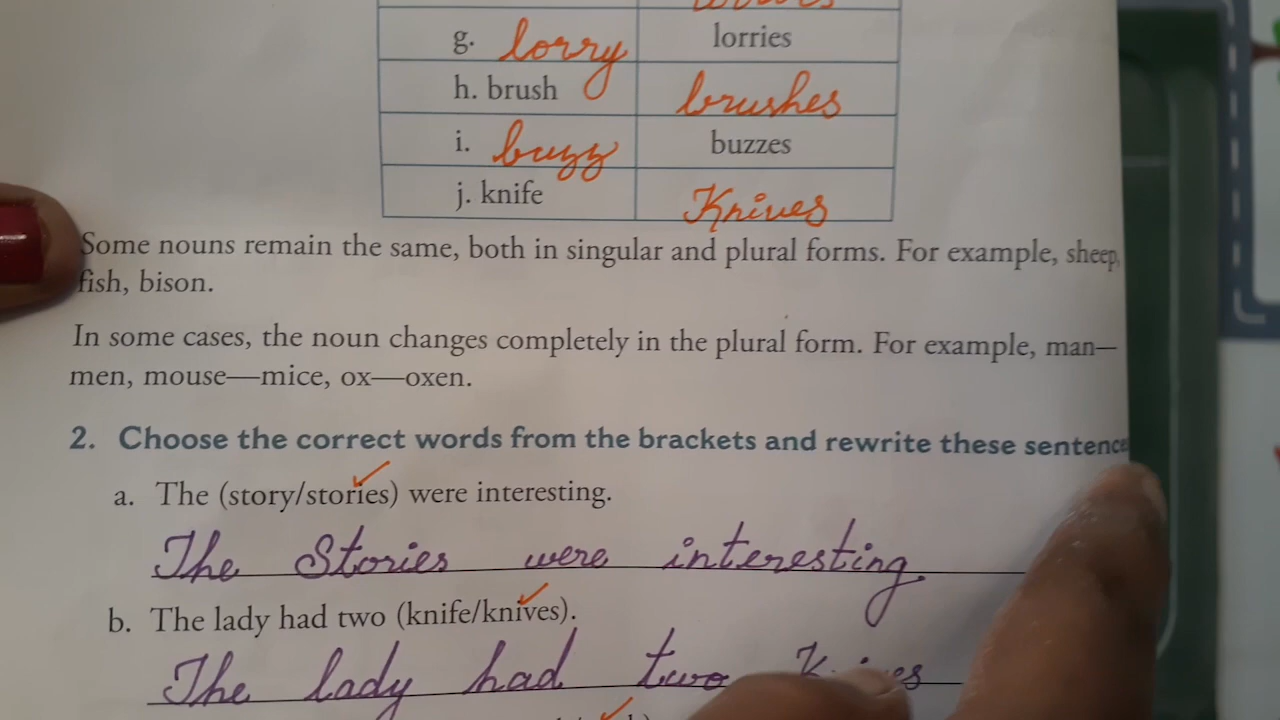 g. lorry lorries
h. brush brushes
i. buzz buzzes
j. knife Knives
Some nouns remain the same, both in singular and plural forms. For example, sheep,
fish, bison.
In some cases, the noun changes completely in the plural form. For example, man—
men, mouse—mice, ox—oxen.
2. Choose the correct words from the brackets and rewrite these
a. The (story/stories) were interesting.
The Stories were interesting.
b. The lady had two (knife/knives).
The lady had two